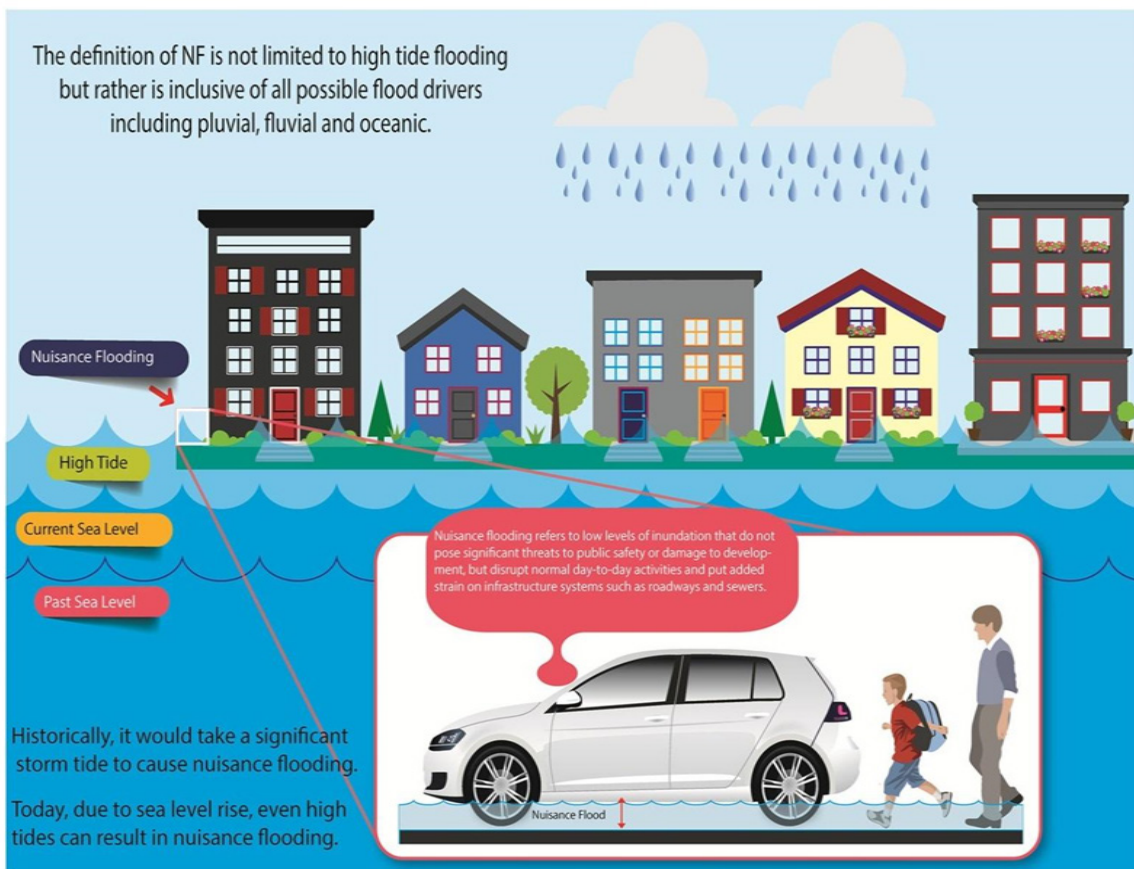 The definition of NF is not limited to high tide flooding
but rather is inclusive of all possible flood drivers
including pluvial, fluvial and oceanic.
Nuisance Flooding
High Tide
Current Sea Level
Past Sea Level
Nuisance flooding refers to low levels of inundation that do not
pose significant threats to public safety or damage to develop-
ment, but disrupt normal day-to-day activities and put added
strain on infrastructure systems such as roadways and sewers.
Nuisance Flood
Historically, it would take a significant
storm tide to cause nuisance flooding.
Today, due to sea level rise, even high
tides can result in nuisance flooding.